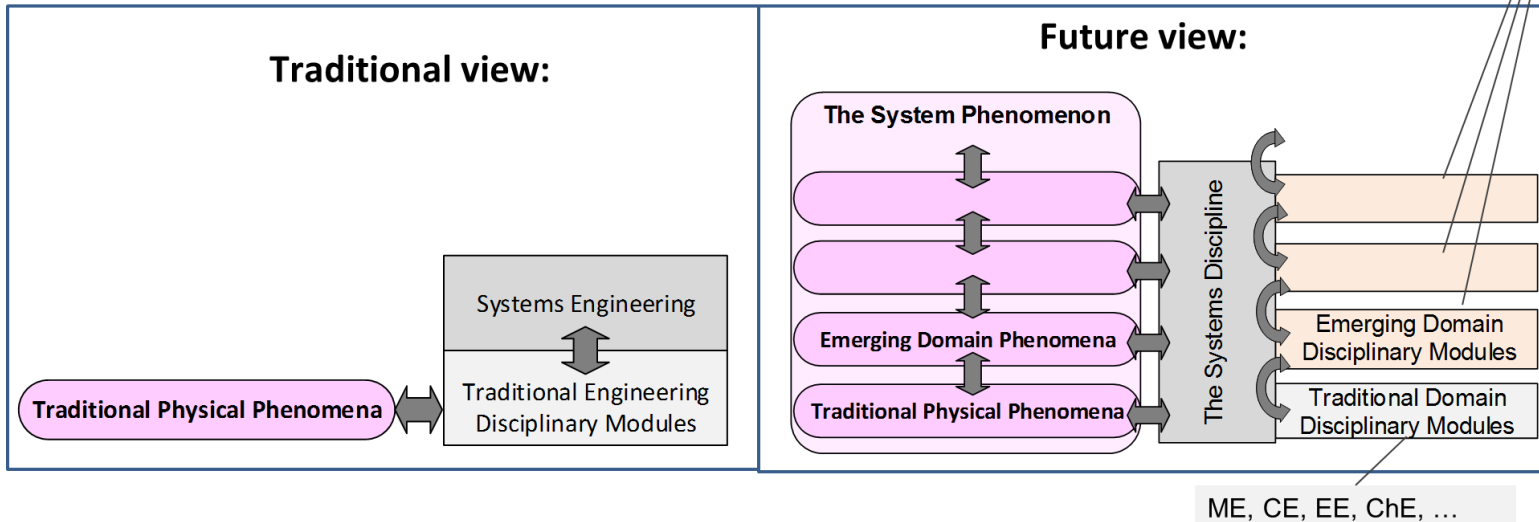 Traditional view:
Systems Engineering
Traditional Physical Phenomena
Traditional Engineering
Disciplinary Modules
Future view:
The System Phenomenon
Emerging Domain Phenomena
Traditional Physical Phenomena
The Systems Discipline
Emerging Domain
Disciplinary Modules
Traditional Domain
Disciplinary Modules
ME, CE, EE, ChE, …